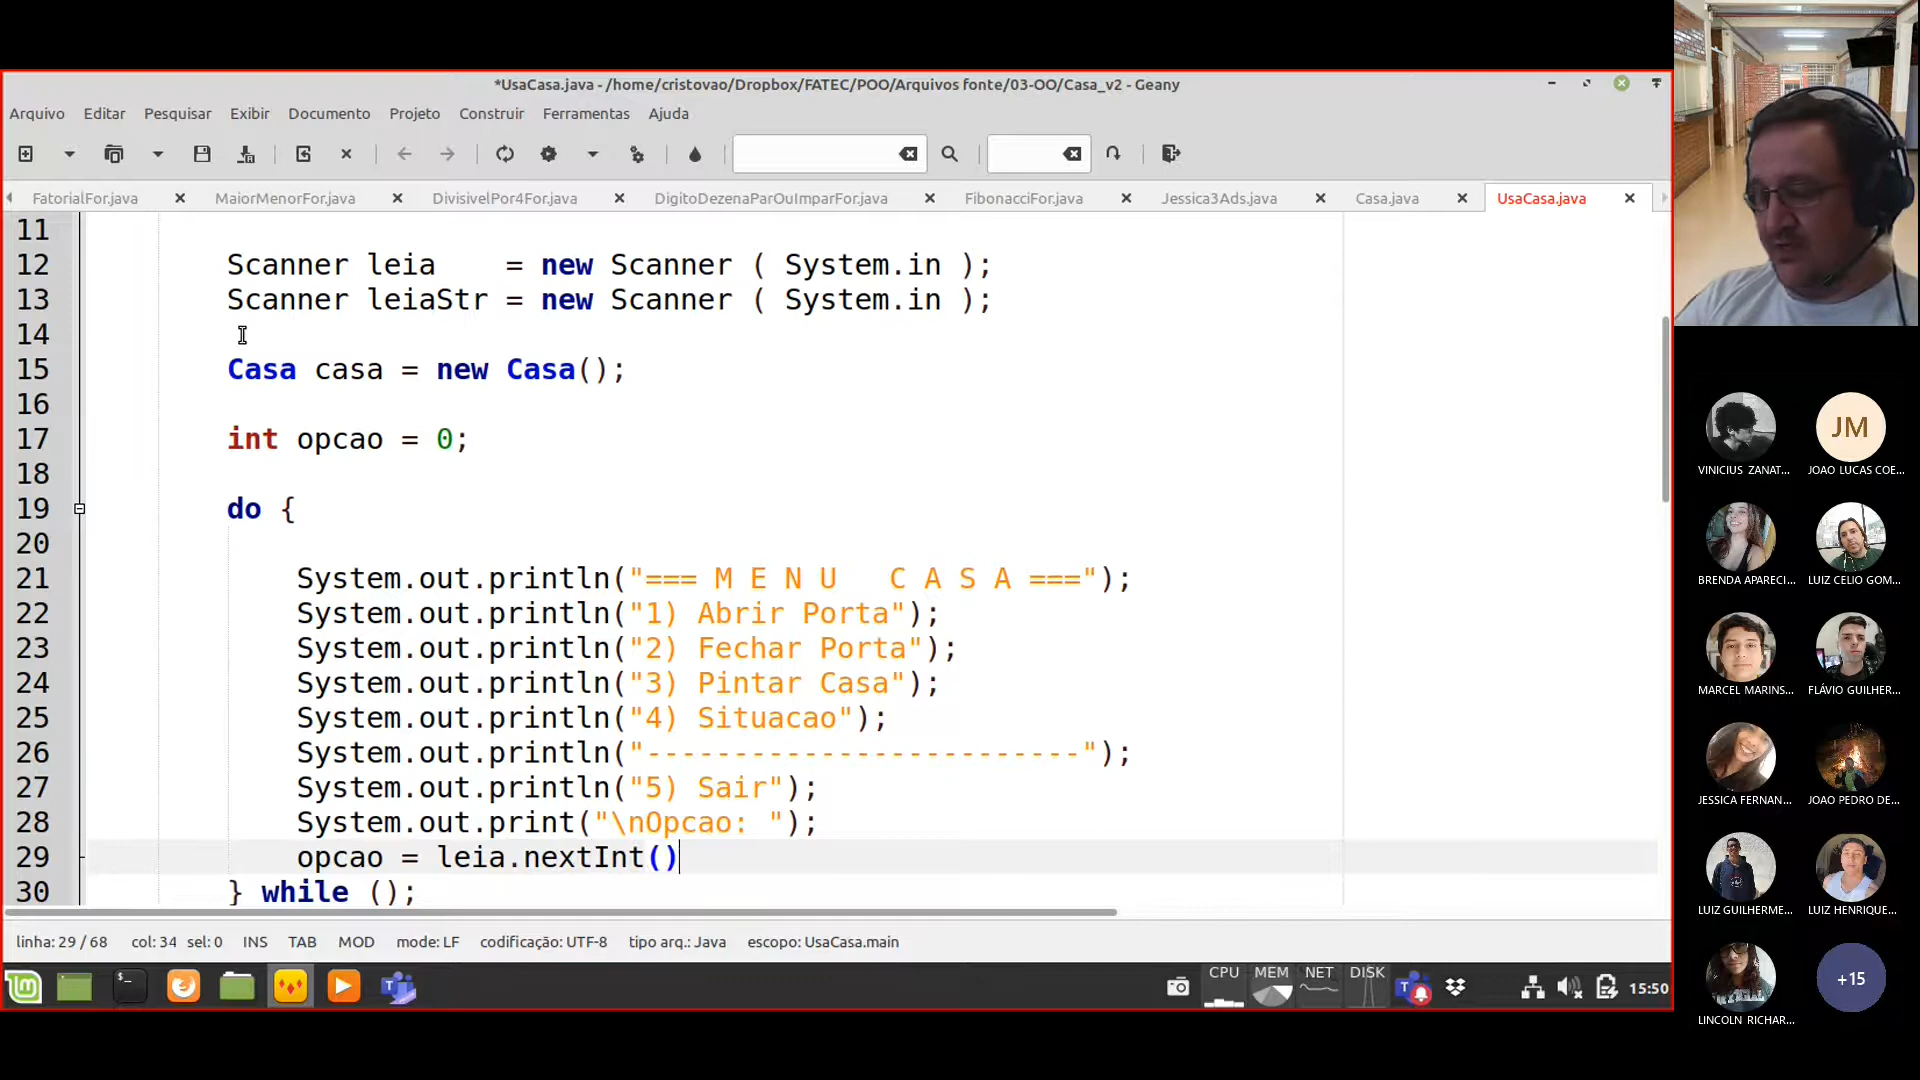 *UsaCasa.java - /home/cristovao/Dropbox/FATEC/POO/Arquivos fonte/03-OO/Casa_v2 - Geany
Arquivo Editar Pesquisar Exibir Documento Projeto Construir Ferramentas Ajuda
FatorialFor.java MaiorMenorFor.java DivisivelPor4For.java DigitoDezenaParOuImparFor.java FibonacciFor.java Jessica3Ads.java Casa.java UsaCasa.java
11
12 Scanner leia    = new Scanner ( System.in );
13 Scanner leiaStr = new Scanner ( System.in );
14
15 Casa casa = new Casa();
16
17 int opcao = 0;
18
19 do {
20
21 System.out.println("=== M E N U   C A S A ===");
22 System.out.println("1) Abrir Porta");
23 System.out.println("2) Fechar Porta");
24 System.out.println("3) Pintar Casa");
25 System.out.println("4) Situacao");
26 System.out.println("-------------------------");
27 System.out.println("5) Sair");
28 System.out.print("\nOpcao: ");
29 opcao = leia.nextInt()
30 } while ();
linha: 29 / 68 col: 34 sel: 0 INS TAB MOD mode: LF codificação: UTF-8 tipo arq.: Java escopo: UsaCasa.main
CPU MEM NET DISK 15:50
JM
VINICIUS ZANAT... JOAO LUCAS COE...
BRENDA APARECI... LUIZ CELIO GOM...
MARCEL MARINS... FLÁVIO GUILHER...
JESSICA FERNAN... JOAO PEDRO DE...
LUIZ GUILHERME... LUIZ HENRIQUE...
+15
LINCOLN RICHAR...